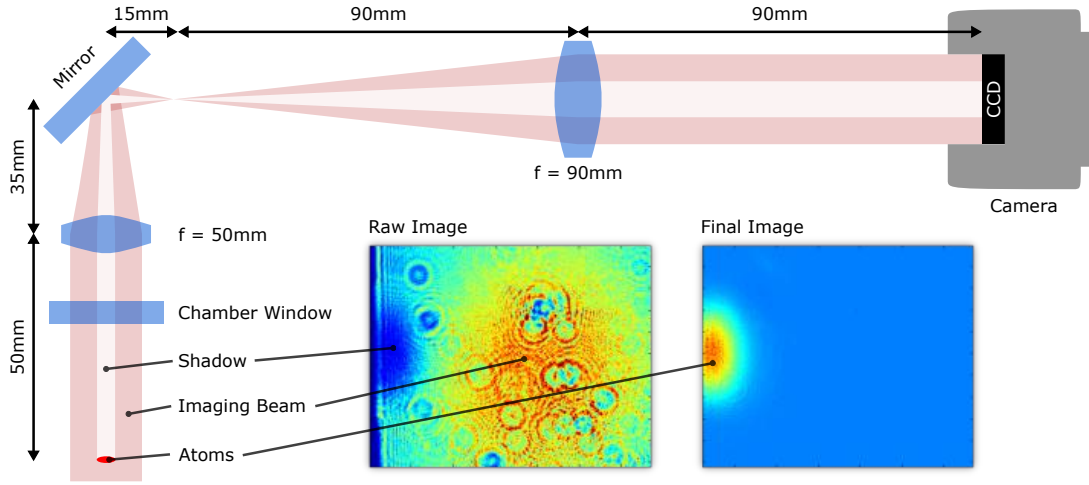 15mm
90mm
90mm
Mirror
CCD
35mm
f = 90mm
Camera
Raw Image
Final Image
f = 50mm
50mm
Chamber Window
Shadow
Imaging Beam
Atoms